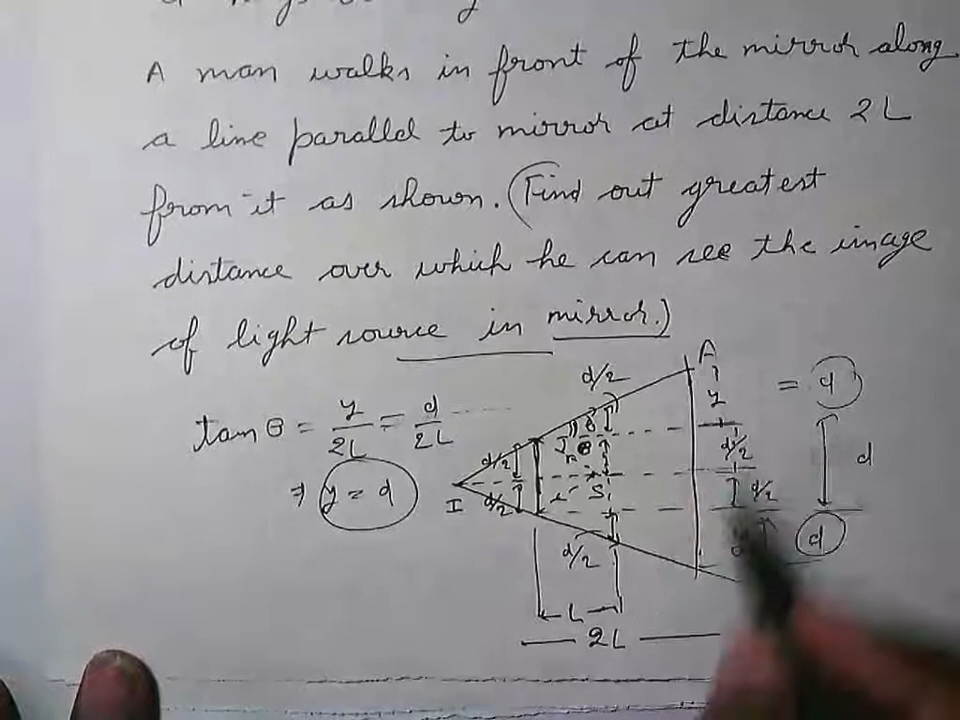 A man walks in front of the mirror along
a line parallel to mirror at distance 2L
from it as shown. (Find out greatest
distance over which he can see the image
of light source in mirror.)
tan θ = y/2L = d/2L
⇒ y = d
I
d/2
d/2
d/2
θ
S
d/2
A
y
d/2
d/2
= d
d
d
L
2L